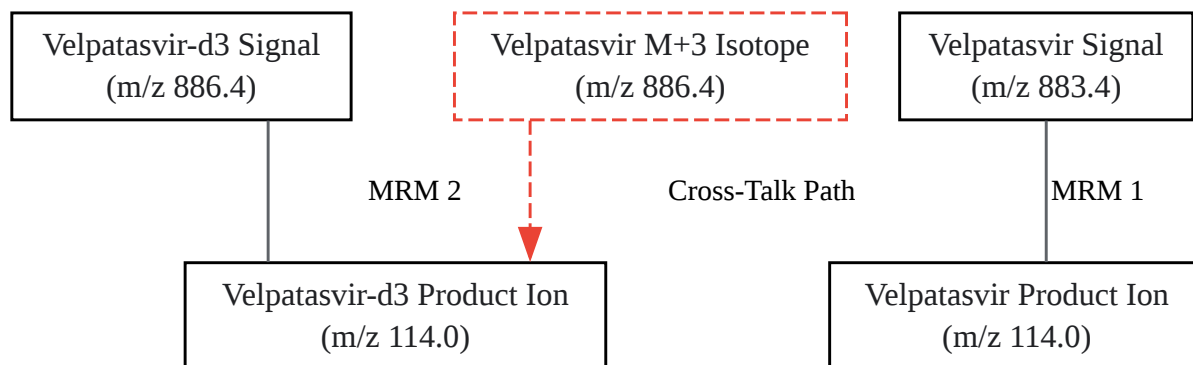 Velpatasvir-d3 Signal
(m/z 886.4)
Velpatasvir M+3 Isotope
(m/z 886.4)
Velpatasvir Signal
(m/z 883.4)
MRM 2
Cross-Talk Path
MRM 1
Velpatasvir-d3 Product Ion
(m/z 114.0)
Velpatasvir Product Ion
(m/z 114.0)